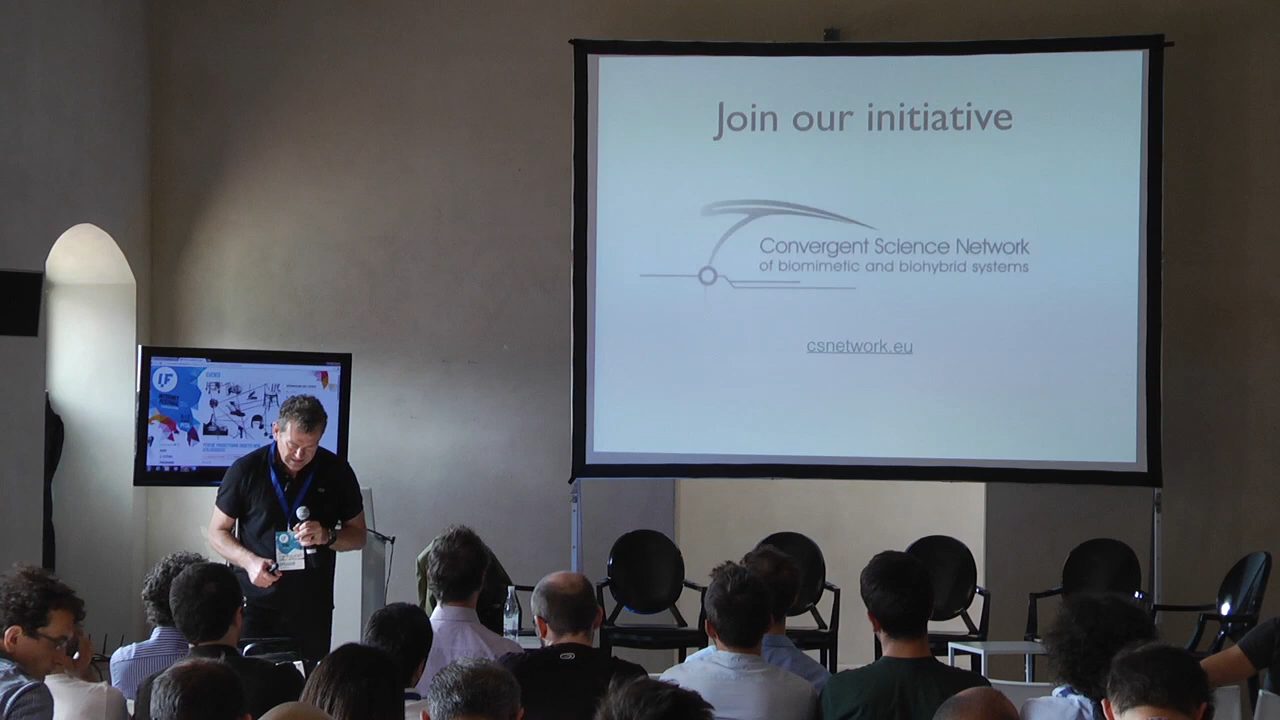 Join our initiative
Convergent Science Network
of biomimetic and biohybrid systems
csnetwork.eu